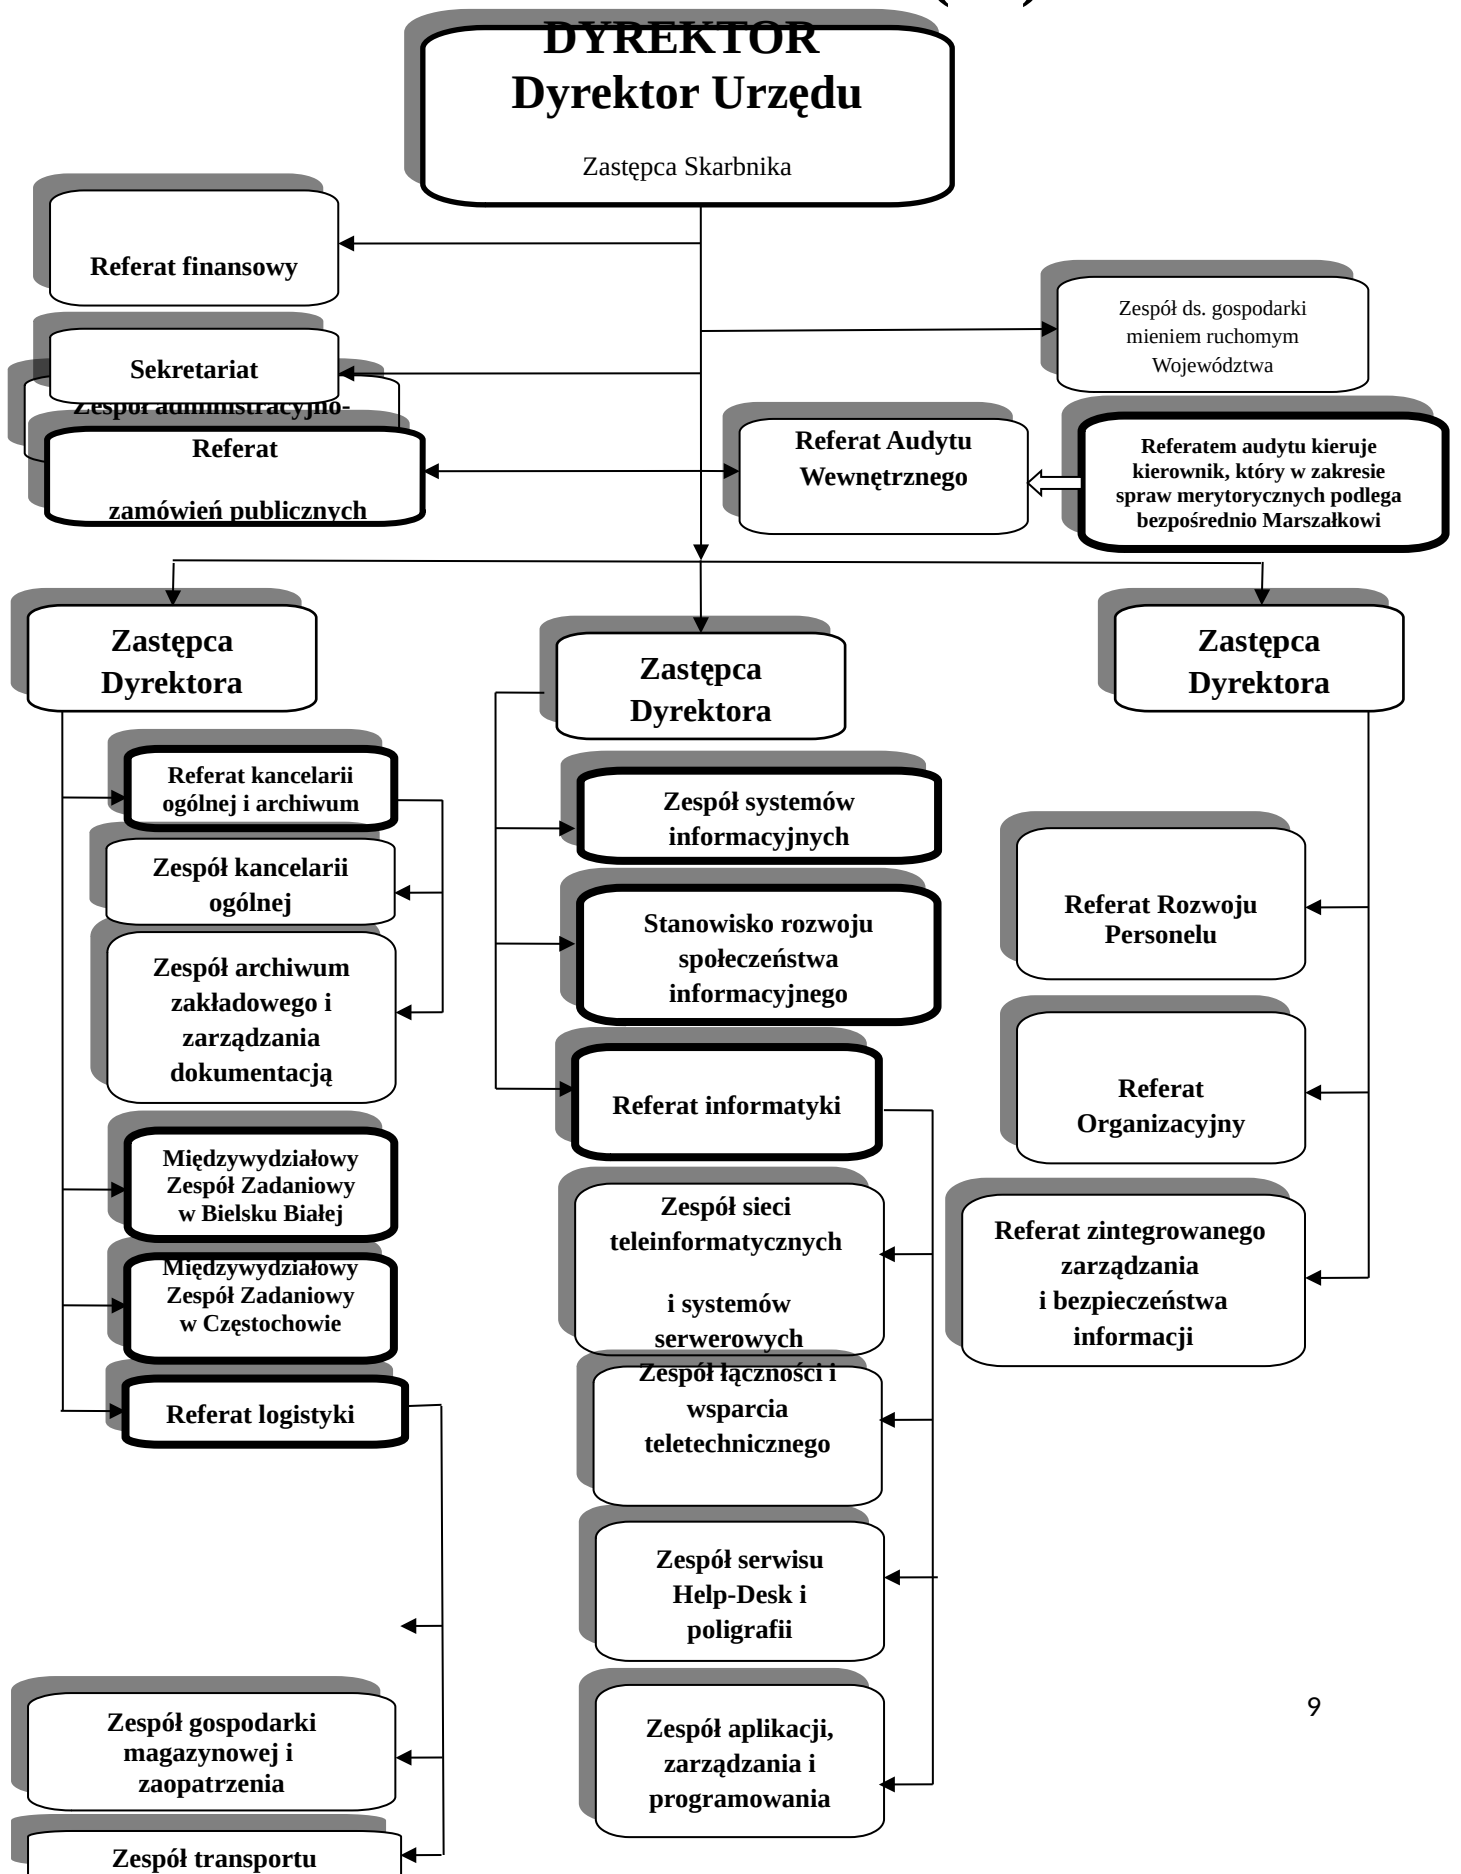 DYREKTOR
Dyrektor Urzędu
Zastępca Skarbnika
Referat finansowy
Zespół ds. gospodarki
mieniem ruchomym
Województwa
Sekretariat
Zespół administracyjno-
Referat
zamówień publicznych
Referat Audytu
Wewnętrznego
Referatem audytu kieruje
kierownik, który w zakresie
spraw merytorycznych podlega
bezpośrednio Marszałkowi
Zastępca
Dyrektora
Zastępca
Dyrektora
Zastępca
Dyrektora
Referat kancelarii
ogólnej i archiwum
Zespół kancelarii
ogólnej
Zespół archiwum
zakładowego i
zarządzania
dokumentacją
Międzywydziałowy
Zespół Zadaniowy
w Bielsku Białej
Międzywydziałowy
Zespół Zadaniowy
w Częstochowie
Referat logistyki
Zespół gospodarki
magazynowej i
zaopatrzenia
Zespół transportu
Zespół systemów
informacyjnych
Stanowisko rozwoju
społeczeństwa
informacyjnego
Referat informatyki
Zespół sieci
teleinformatycznych
i systemów
serwerowych
Zespół łączności i
wsparcia
teletechnicznego
Zespół serwisu
Help-Desk i
poligrafii
Zespół aplikacji,
zarządzania i
programowania
Referat Rozwoju
Personelu
Referat
Organizacyjny
Referat zintegrowanego
zarządzania
i bezpieczeństwa
informacji
9